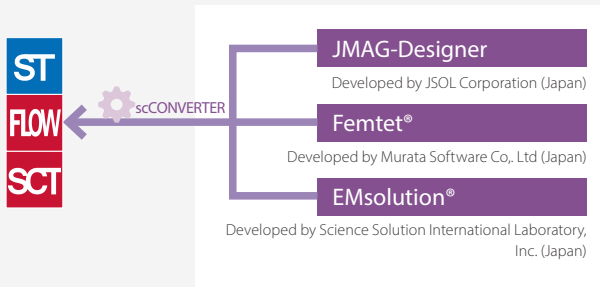 ST
FLOW
SCT
scCONVERTER
JMAG-Designer
Developed by JSOL Corporation (Japan)
Femtet®
Developed by Murata Software Co,. Ltd (Japan)
EMsolution®
Developed by Science Solution International Laboratory,
Inc. (Japan)